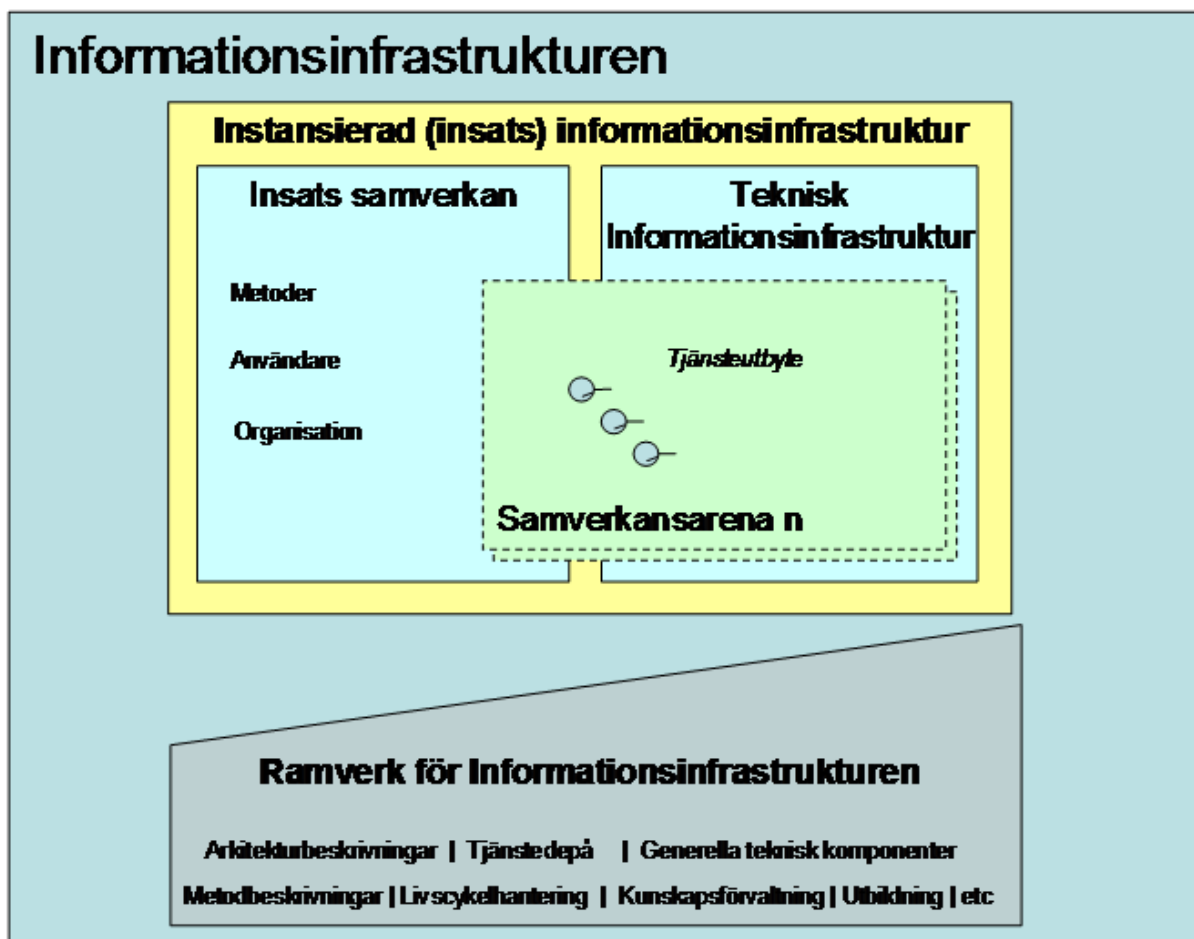 Informationsinfrastrukturen
Instansierad (insats) informationsinfrastruktur
Insats samverkan
Teknisk
Informationsinfrastruktur
Metoder
Användare
Organisation
Tjänsteutbyte
Samverkansarena n
Ramverk för Informationsinfrastrukturen
Arkitekturbeskrivningar | Tjänstedepå | Generella teknisk komponenter
Metodbeskrivningar | Livscykelhantering | Kunskapsförvaltning | Utbildning | etc